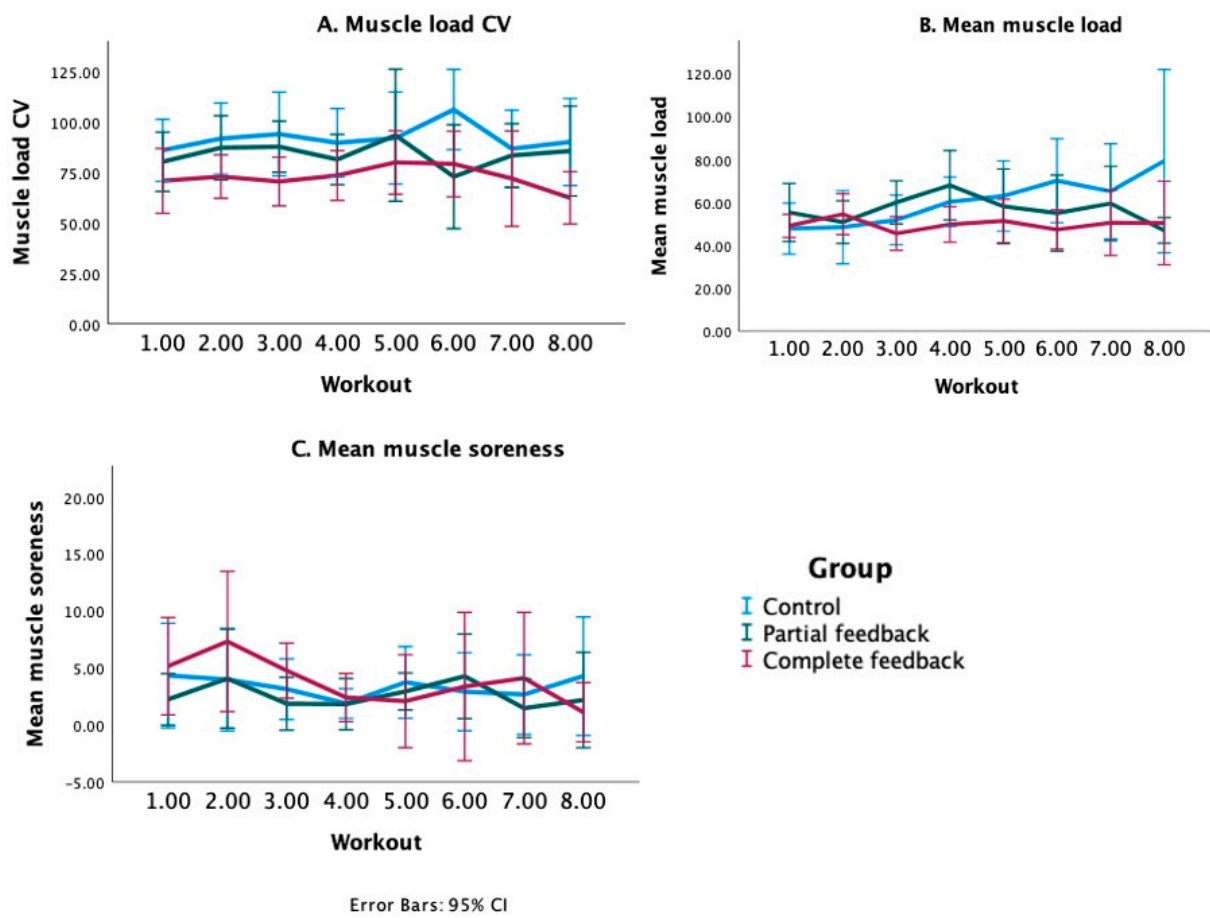 A. Muscle load CV
Muscle load CV
125.00
100.00
75.00
50.00
25.00
0.00
1.00 2.00 3.00 4.00 5.00 6.00 7.00 8.00
Workout
B. Mean muscle load
Mean muscle load
120.00
100.00
80.00
60.00
40.00
20.00
0.00
1.00 2.00 3.00 4.00 5.00 6.00 7.00 8.00
Workout
C. Mean muscle soreness
Mean muscle soreness
20.00
15.00
10.00
5.00
0.00
−5.00
1.00 2.00 3.00 4.00 5.00 6.00 7.00 8.00
Workout
Group
Control
Partial feedback
Complete feedback
Error Bars: 95% CI